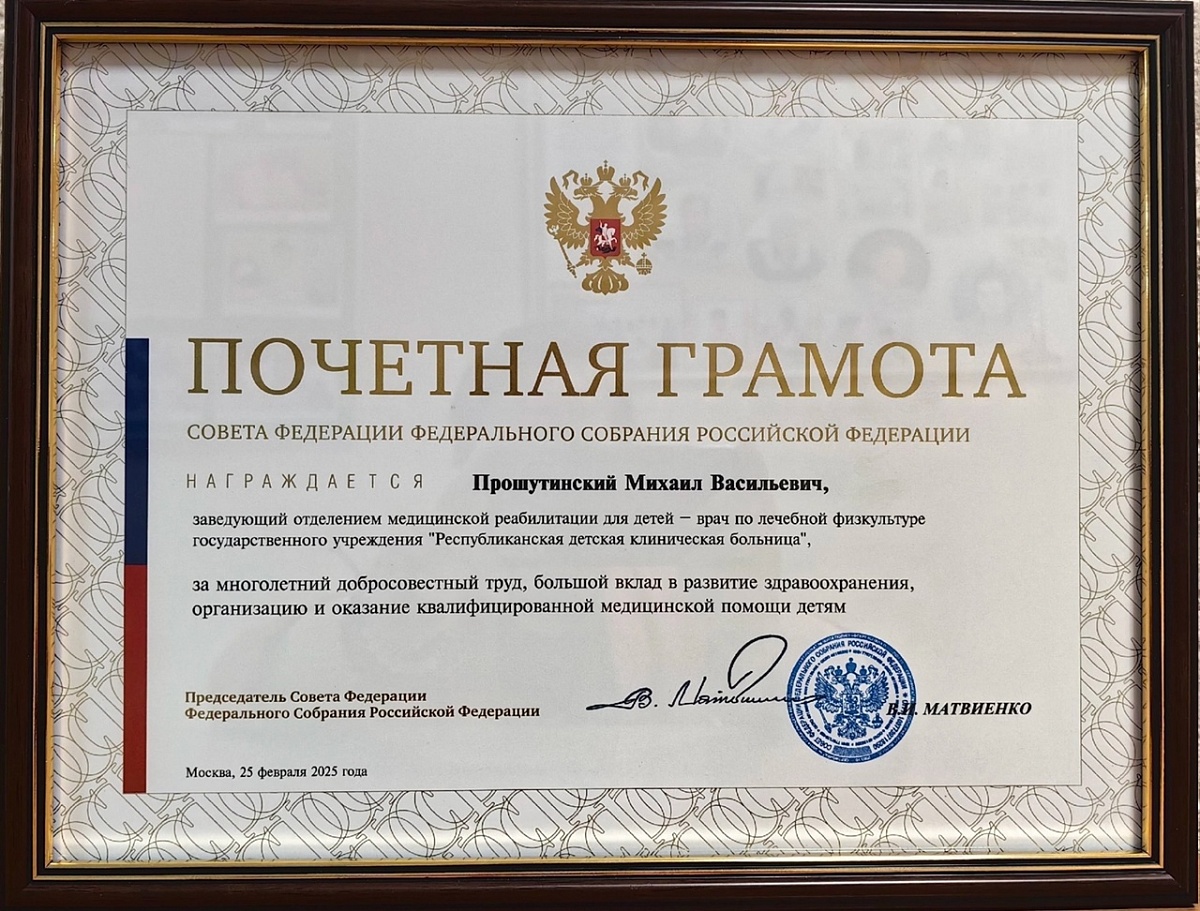 ПОЧЕТНАЯ ГРАМОТА
СОВЕТА ФЕДЕРАЦИИ ФЕДЕРАЛЬНОГО СОБРАНИЯ РОССИЙСКОЙ ФЕДЕРАЦИИ
НАГРАЖДАЕТСЯ Прошутинский Михаил Васильевич,
заведующий отделением медицинской реабилитации для детей – врач по лечебной физкультуре
государственного учреждения "Республиканская детская клиническая больница",
за многолетний добросовестный труд, большой вклад в развитие здравоохранения,
организацию и оказание квалифицированной медицинской помощи детям
Председатель Совета Федерации
Федерального Собрания Российской Федерации
В.И. МАТВИЕНКО
Москва, 25 февраля 2025 года